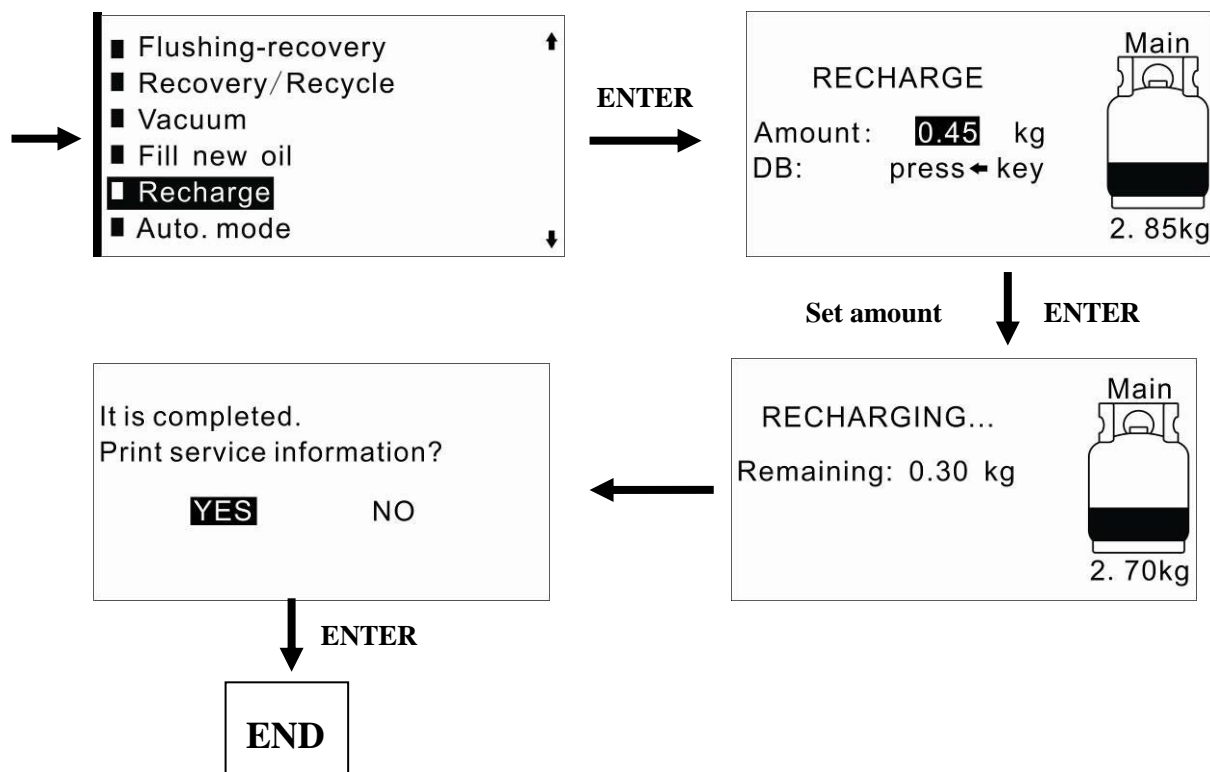 Flushing-recovery
Recovery/Recycle
Vacuum
Fill new oil
Recharge
Auto. mode
ENTER
Main
RECHARGE
Amount: 0.45 kg
DB: press← key
2. 85kg
Set amount
ENTER
Main
RECHARGING...
Remaining: 0.30 kg
2. 70kg
It is completed.
Print service information?
YES NO
ENTER
END